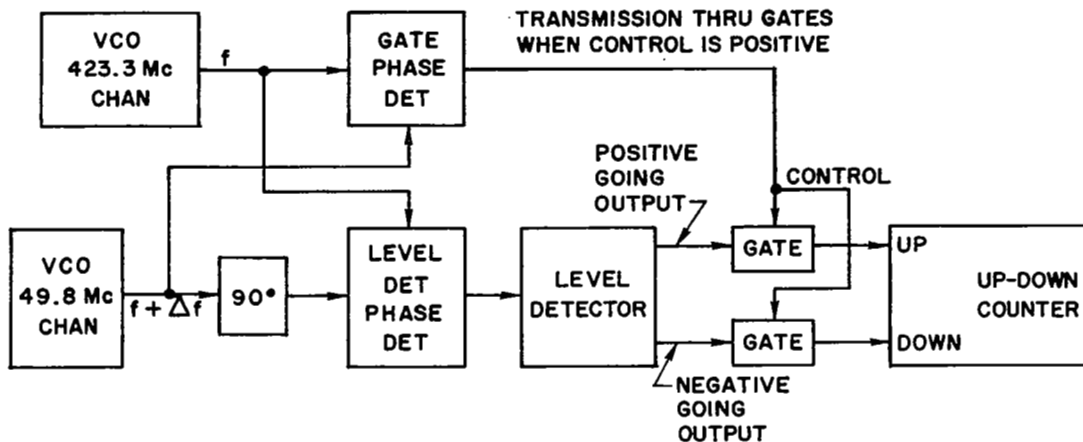 VCO
423.3 Mc
CHAN
f
GATE
PHASE
DET
TRANSMISSION THRU GATES
WHEN CONTROL IS POSITIVE
VCO
49.8 Mc
CHAN
f + Δf
90°
LEVEL
DET
PHASE
DET
LEVEL
DETECTOR
POSITIVE
GOING
OUTPUT
CONTROL
GATE
GATE
NEGATIVE
GOING
OUTPUT
UP
UP-DOWN
COUNTER
DOWN